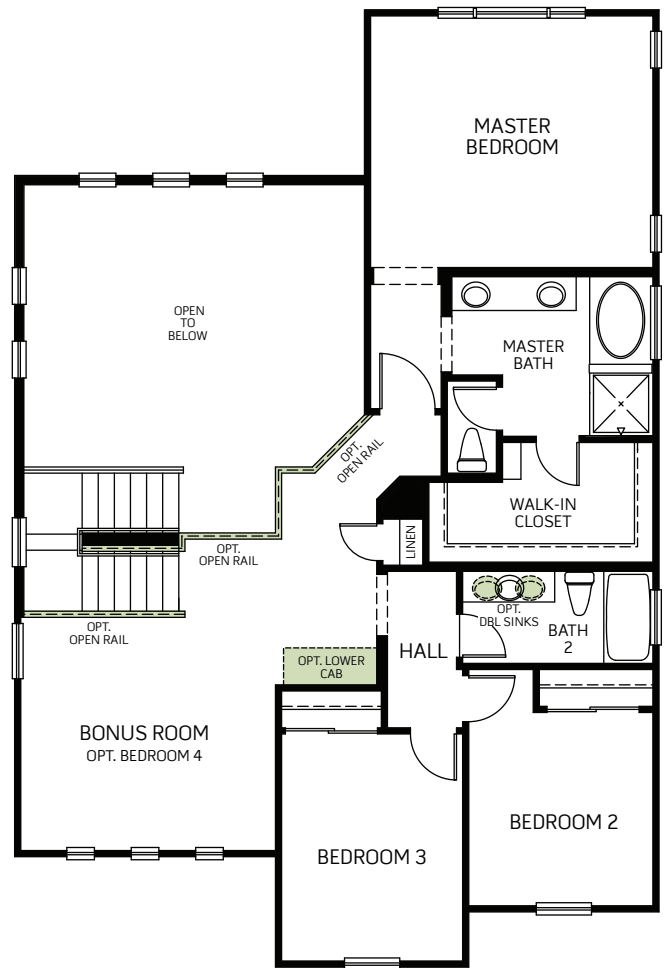 MASTER
BEDROOM
OPEN
TO
BELOW
MASTER
BATH
OPT.
OPEN RAIL
WALK-IN
CLOSET
LINEN
OPT.
OPEN RAIL
OPT.
OPEN RAIL
OPT.
DBL SINKS
BATH
2
HALL
OPT. LOWER
CAB
BONUS ROOM
OPT. BEDROOM 4
BEDROOM 2
BEDROOM 3